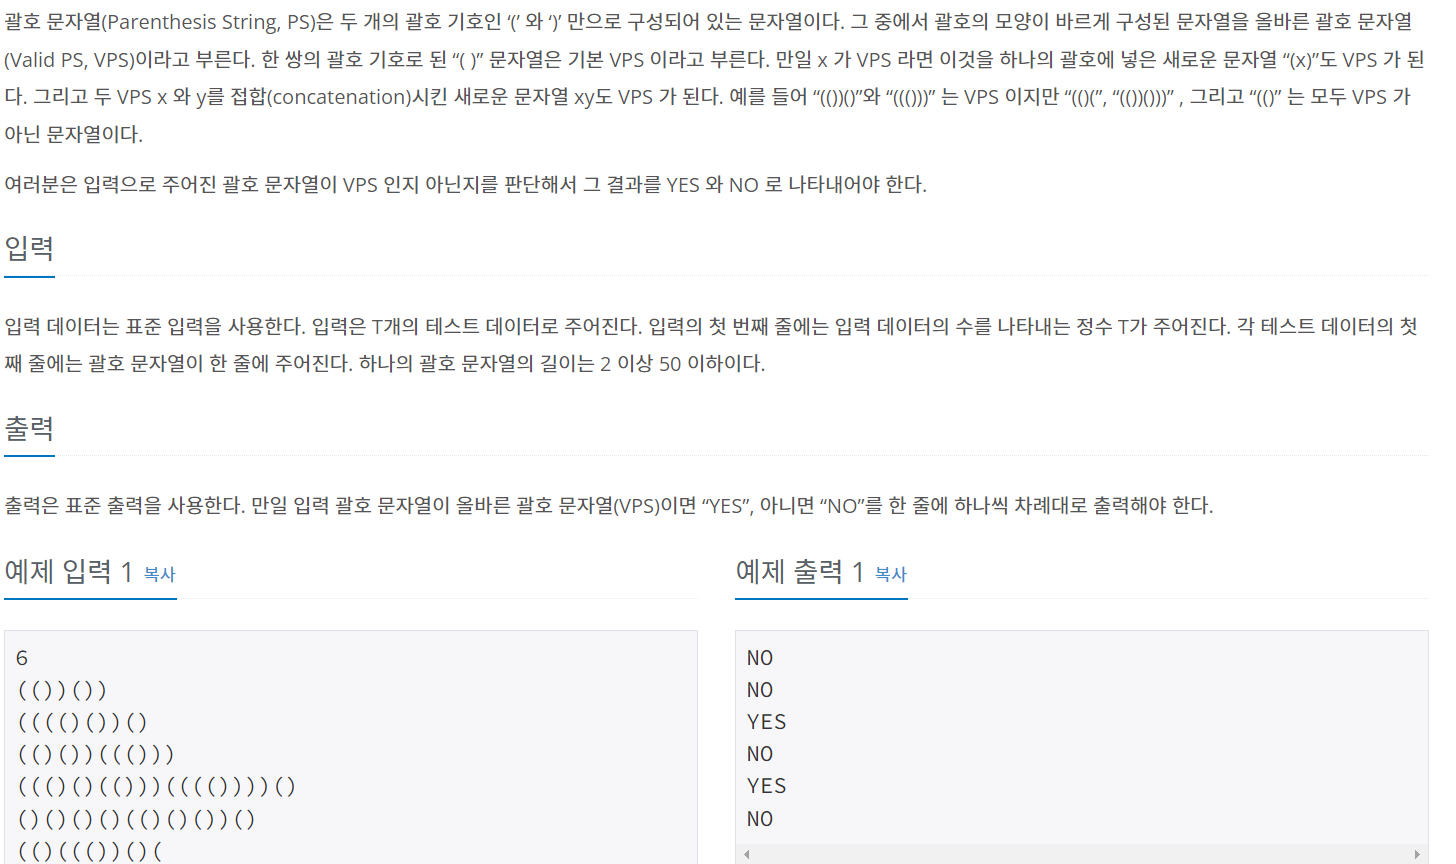 괄호 문자열(Parenthesis String, PS)은 두 개의 괄호 기호인 ‘(’ 와 ‘)’ 만으로 구성되어 있는 문자열이다. 그 중에서 괄호의 모양이 바르게 구성된 문자열을 올바른 괄호 문자열
(Valid PS, VPS)이라고 부른다. 한 쌍의 괄호 기호로 된 “( )” 문자열은 기본 VPS 이라고 부른다. 만일 x 가 VPS 라면 이것을 하나의 괄호에 넣은 새로운 문자열 “(x)”도 VPS 가 된
다. 그리고 두 VPS x 와 y를 접합(concatenation)시킨 새로운 문자열 xy도 VPS 가 된다. 예를 들어 “(())()”와 “((()))” 는 VPS 이지만 “(()(”, “(())()))” , 그리고 “(()” 는 모두 VPS 가
아닌 문자열이다.
여러분은 입력으로 주어진 괄호 문자열이 VPS 인지 아닌지를 판단해서 그 결과를 YES 와 NO 로 나타내어야 한다.
입력
입력 데이터는 표준 입력을 사용한다. 입력은 T개의 테스트 데이터로 주어진다. 입력의 첫 번째 줄에는 입력 데이터의 수를 나타내는 정수 T가 주어진다. 각 테스트 데이터의 첫
째 줄에는 괄호 문자열이 한 줄에 주어진다. 하나의 괄호 문자열의 길이는 2 이상 50 이하이다.
출력
출력은 표준 출력을 사용한다. 만일 입력 괄호 문자열이 올바른 괄호 문자열(VPS)이면 “YES”, 아니면 “NO”를 한 줄에 하나씩 차례대로 출력해야 한다.
예제 입력 1 복사
6
(())())
(((()())()
(()())((()))
((()()(()))(((())))()
()()()()(()()())()
(()((())()(
예제 출력 1 복사
NO
NO
YES
NO
YES
NO